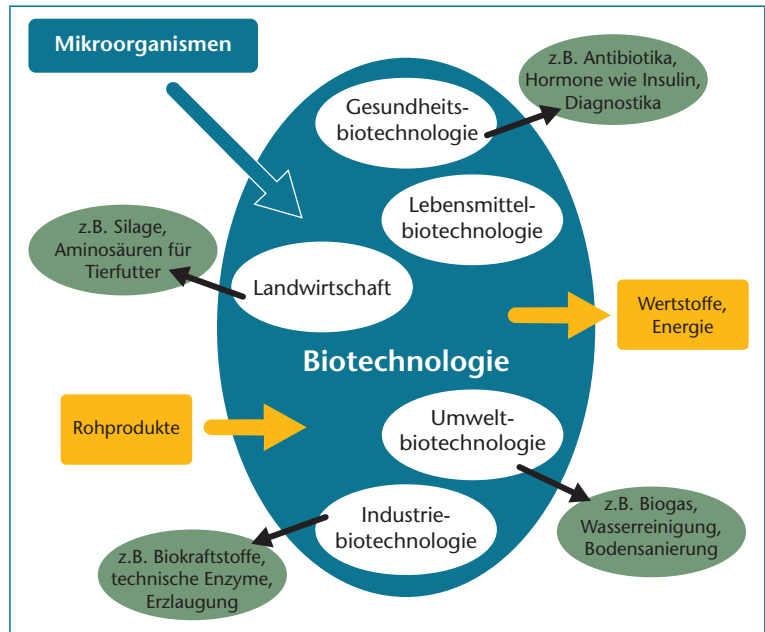 Mikroorganismen
z.B. Antibiotika,
Hormone wie Insulin,
Diagnostika
Gesundheits-
biotechnologie
Lebensmittel-
biotechnologie
z.B. Silage,
Aminosäuren für
Tierfutter
Landwirtschaft
Wertstoffe,
Energie
Biotechnologie
Rohprodukte
Umwelt-
biotechnologie
z.B. Biogas,
Wasserreinigung,
Bodensanierung
Industrie-
biotechnologie
z.B. Biokraftstoffe,
technische Enzyme,
Erzlaugung